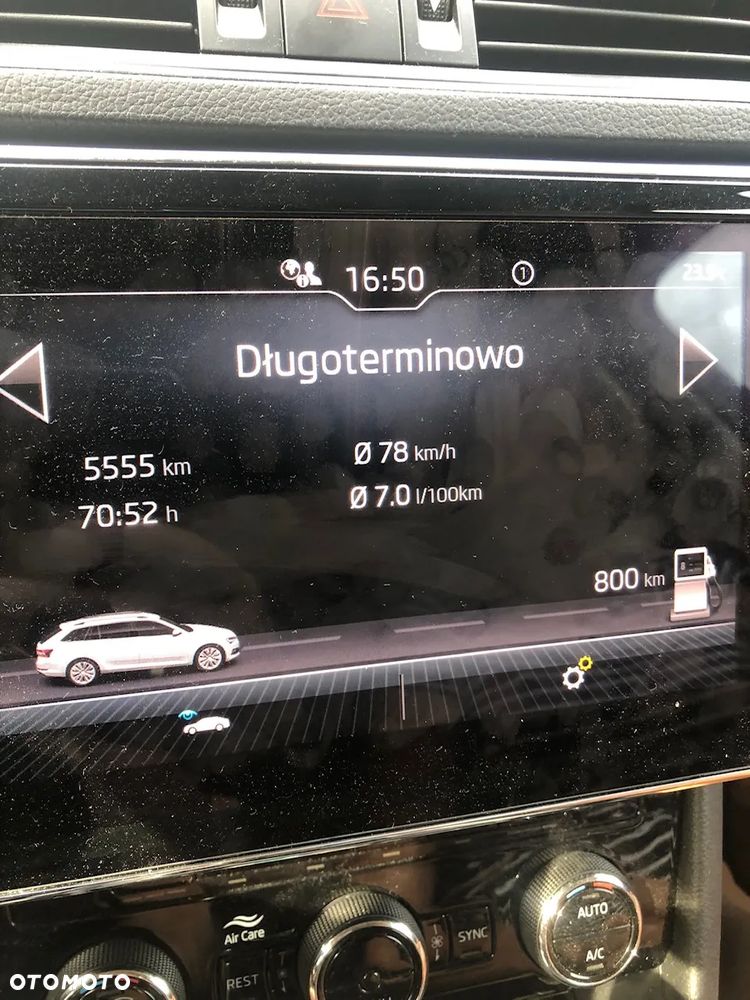 16:50
1
23.5
Długoterminowo
5555 km
Ø 78 km/h
70:52 h
Ø 7.0 l/100km
800 km
AUTO
Air Care
SYNC
REST
A/C
OTOMOTO